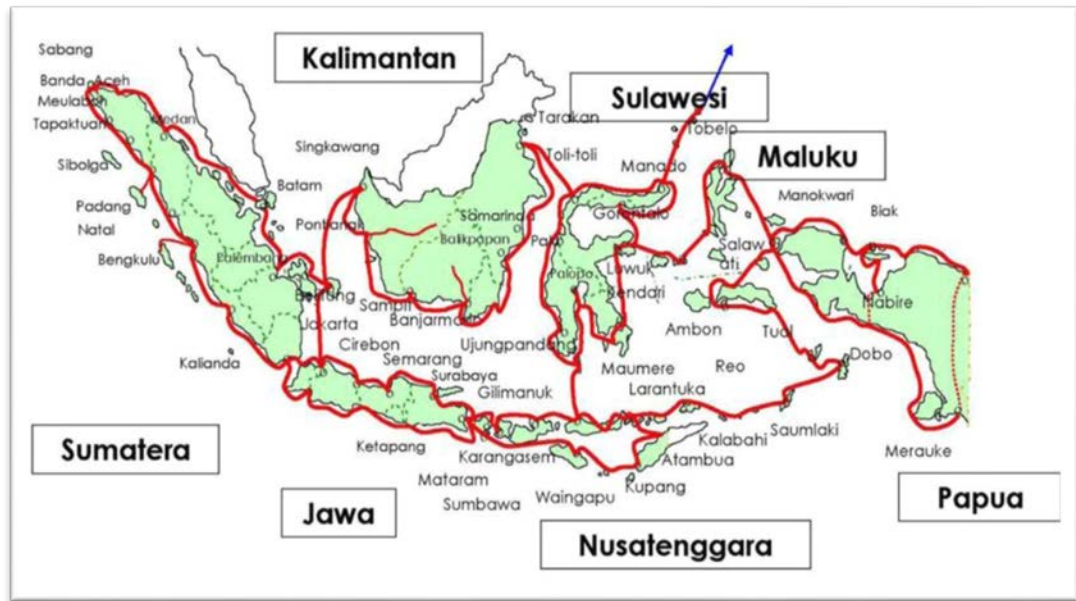 Sabang
Kalimantan
Banda Aceh
Sulawesi
Meulaboh
Tapaktuan
Medan
Tarakan
Tobelo
Singkawang
Toli-toli
Maluku
Sibolga
Manado
Batam
Manokwari
Padang
Gorontalo
Biak
Natal
Pontianak
Samarinda
Balikpapan
Palu
Salaw
ati
Bengkulu
Palembang
Luwuk
Palopo
Kendari
Nabire
Sampit
Jakarta
Banjarmasin
Ambon
Tual
Cirebon
Ujungpandang
Dobo
Kalianda
Semarang
Maumere
Reo
Surabaya
Larantuka
Gilimanuk
Saumlaki
Sumatera
Ketapang
Karangasem
Kalabahi
Merauke
Atambua
Mataram
Kupang
Waingapu
Sumbawa
Papua
Jawa
Nusatenggara